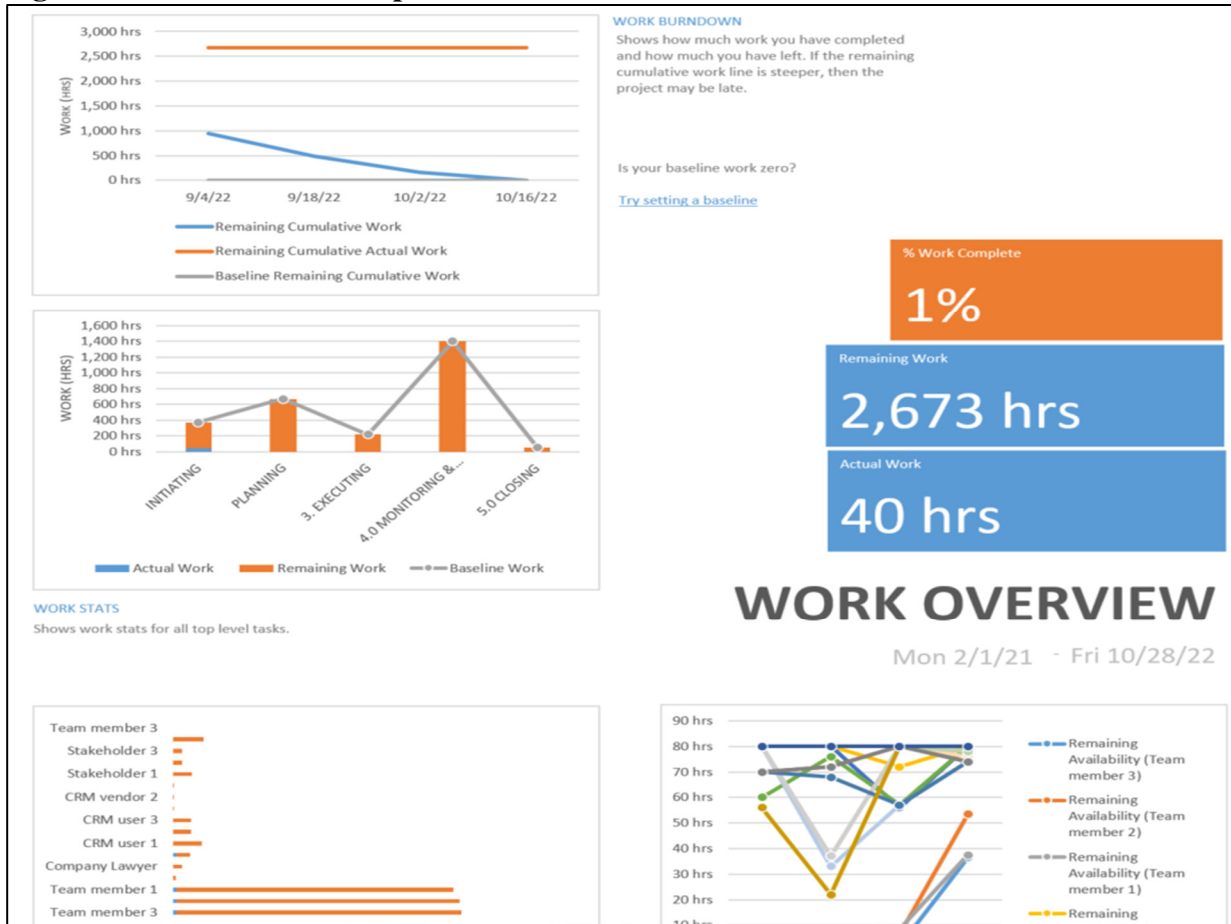 3,000 hrs
2,500 hrs
2,000 hrs
1,500 hrs
1,000 hrs
500 hrs
0 hrs
WORK (HRS)
9/4/22 9/18/22 10/2/22 10/16/22
Remaining Cumulative Work
Remaining Cumulative Actual Work
Baseline Remaining Cumulative Work
WORK BURNDOWN
Shows how much work you have completed
and how much you have left. If the remaining
cumulative work line is steeper, then the
project may be late.
Is your baseline work zero?
Try setting a baseline
% Work Complete
1%
Remaining Work
2,673 hrs
Actual Work
40 hrs
1,600 hrs
1,400 hrs
1,200 hrs
1,000 hrs
800 hrs
600 hrs
400 hrs
200 hrs
0 hrs
WORK (HRS)
INITIATING
PLANNING
3. EXECUTING
4.0 MONITORING &...
5.0 CLOSING
Actual Work Remaining Work Baseline Work
WORK OVERVIEW
Mon 2/1/21 - Fri 10/28/22
WORK STATS
Shows work stats for all top level tasks.
Team member 3
Stakeholder 3
Stakeholder 1
CRM vendor 2
CRM user 3
CRM user 1
Company Lawyer
Team member 1
Team member 3
90 hrs
80 hrs
70 hrs
60 hrs
50 hrs
40 hrs
30 hrs
20 hrs
Remaining
Availability (Team
member 3)
Remaining
Availability (Team
member 2)
Remaining
Availability (Team
member 1)
Remaining